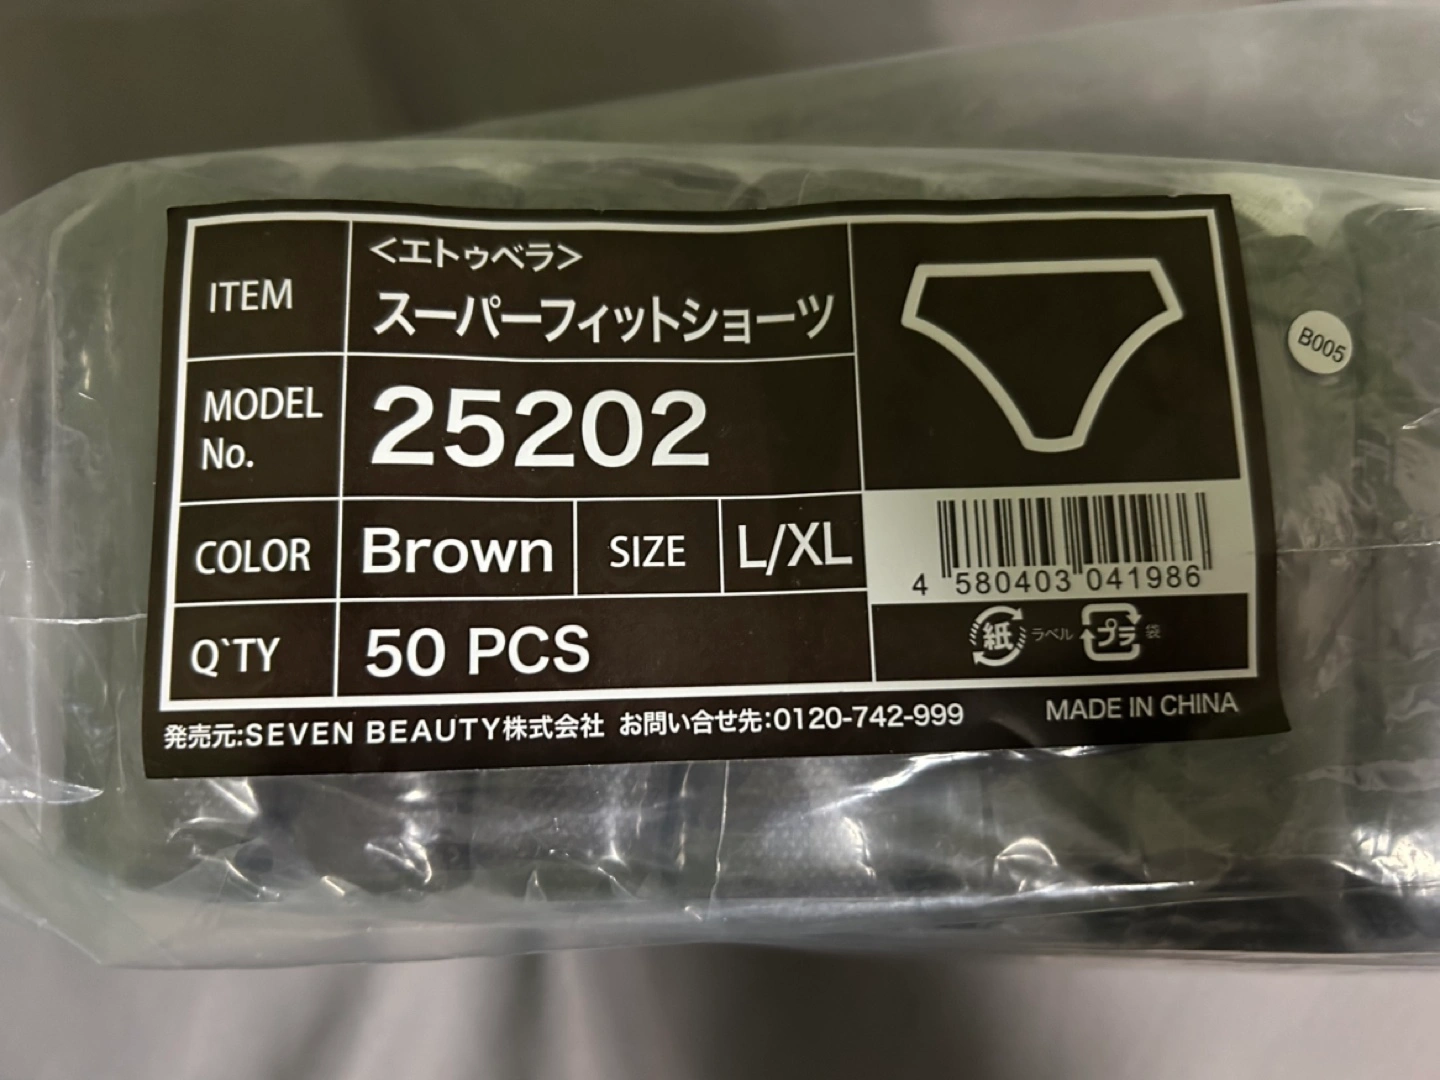 ITEM
<エトゥベラ>
スーパーフィットショーツ
MODEL
No.
25202
COLOR
Brown
SIZE
L/XL
Q`TY
50 PCS
4 580403 041986
紙 ラベル プラ 袋
発売元:SEVEN BEAUTY株式会社 お問い合せ先:0120-742-999
MADE IN CHINA
B005